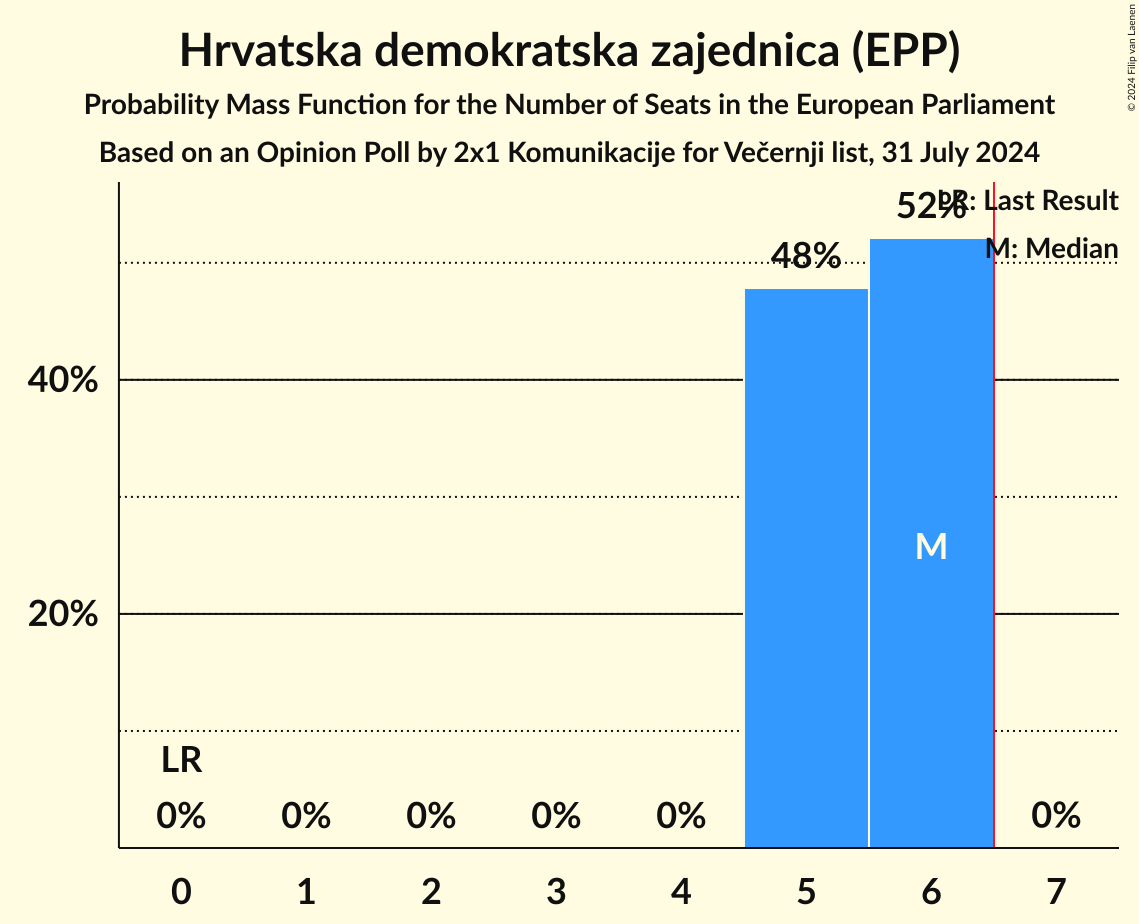 Hrvatska demokratska zajednica (EPP)
Probability Mass Function for the Number of Seats in the European Parliament
Based on an Opinion Poll by 2x1 Komunikacije for Večernji list, 31 July 2024
© 2024 Filip van Laenen
LR: Last Result
M: Median
52%
48%
40%
M
20%
LR
0% 0% 0% 0% 0% 0%
0 1 2 3 4 5 6 7